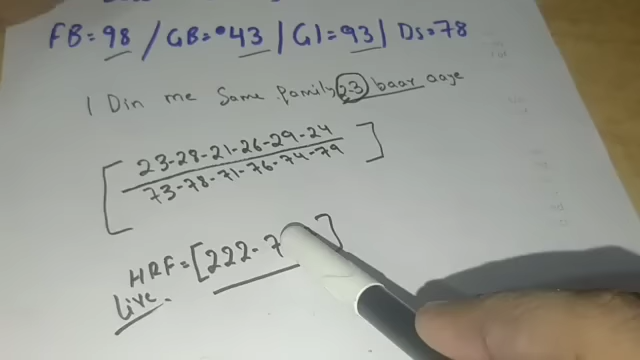 FB=98 / GB=•43 | G1=93 | Ds=78
1 Din me Same family 23 baar aaye
23-28-21-26-29-24
73-78-71-76-74-79
HRF=[222-7 ]
Live.